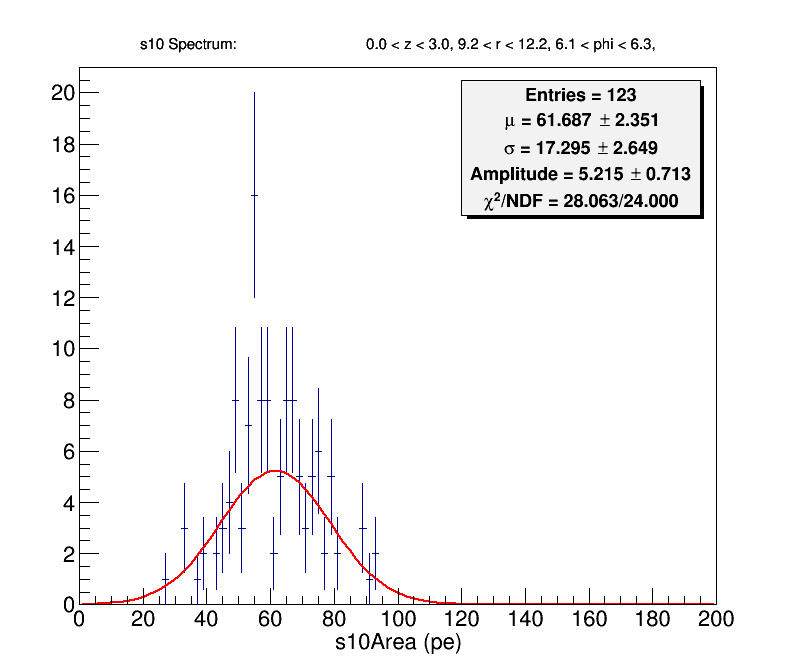 s10 Spectrum: 0.0 < z < 3.0, 9.2 < r < 12.2, 6.1 < phi < 6.3,
Entries = 123
μ = 61.687 ± 2.351
σ = 17.295 ± 2.649
Amplitude = 5.215 ± 0.713
χ²/NDF = 28.063/24.000
20
18
16
14
12
10
8
6
4
2
0
0 20 40 60 80 100 120 140 160 180 200
s10Area (pe)